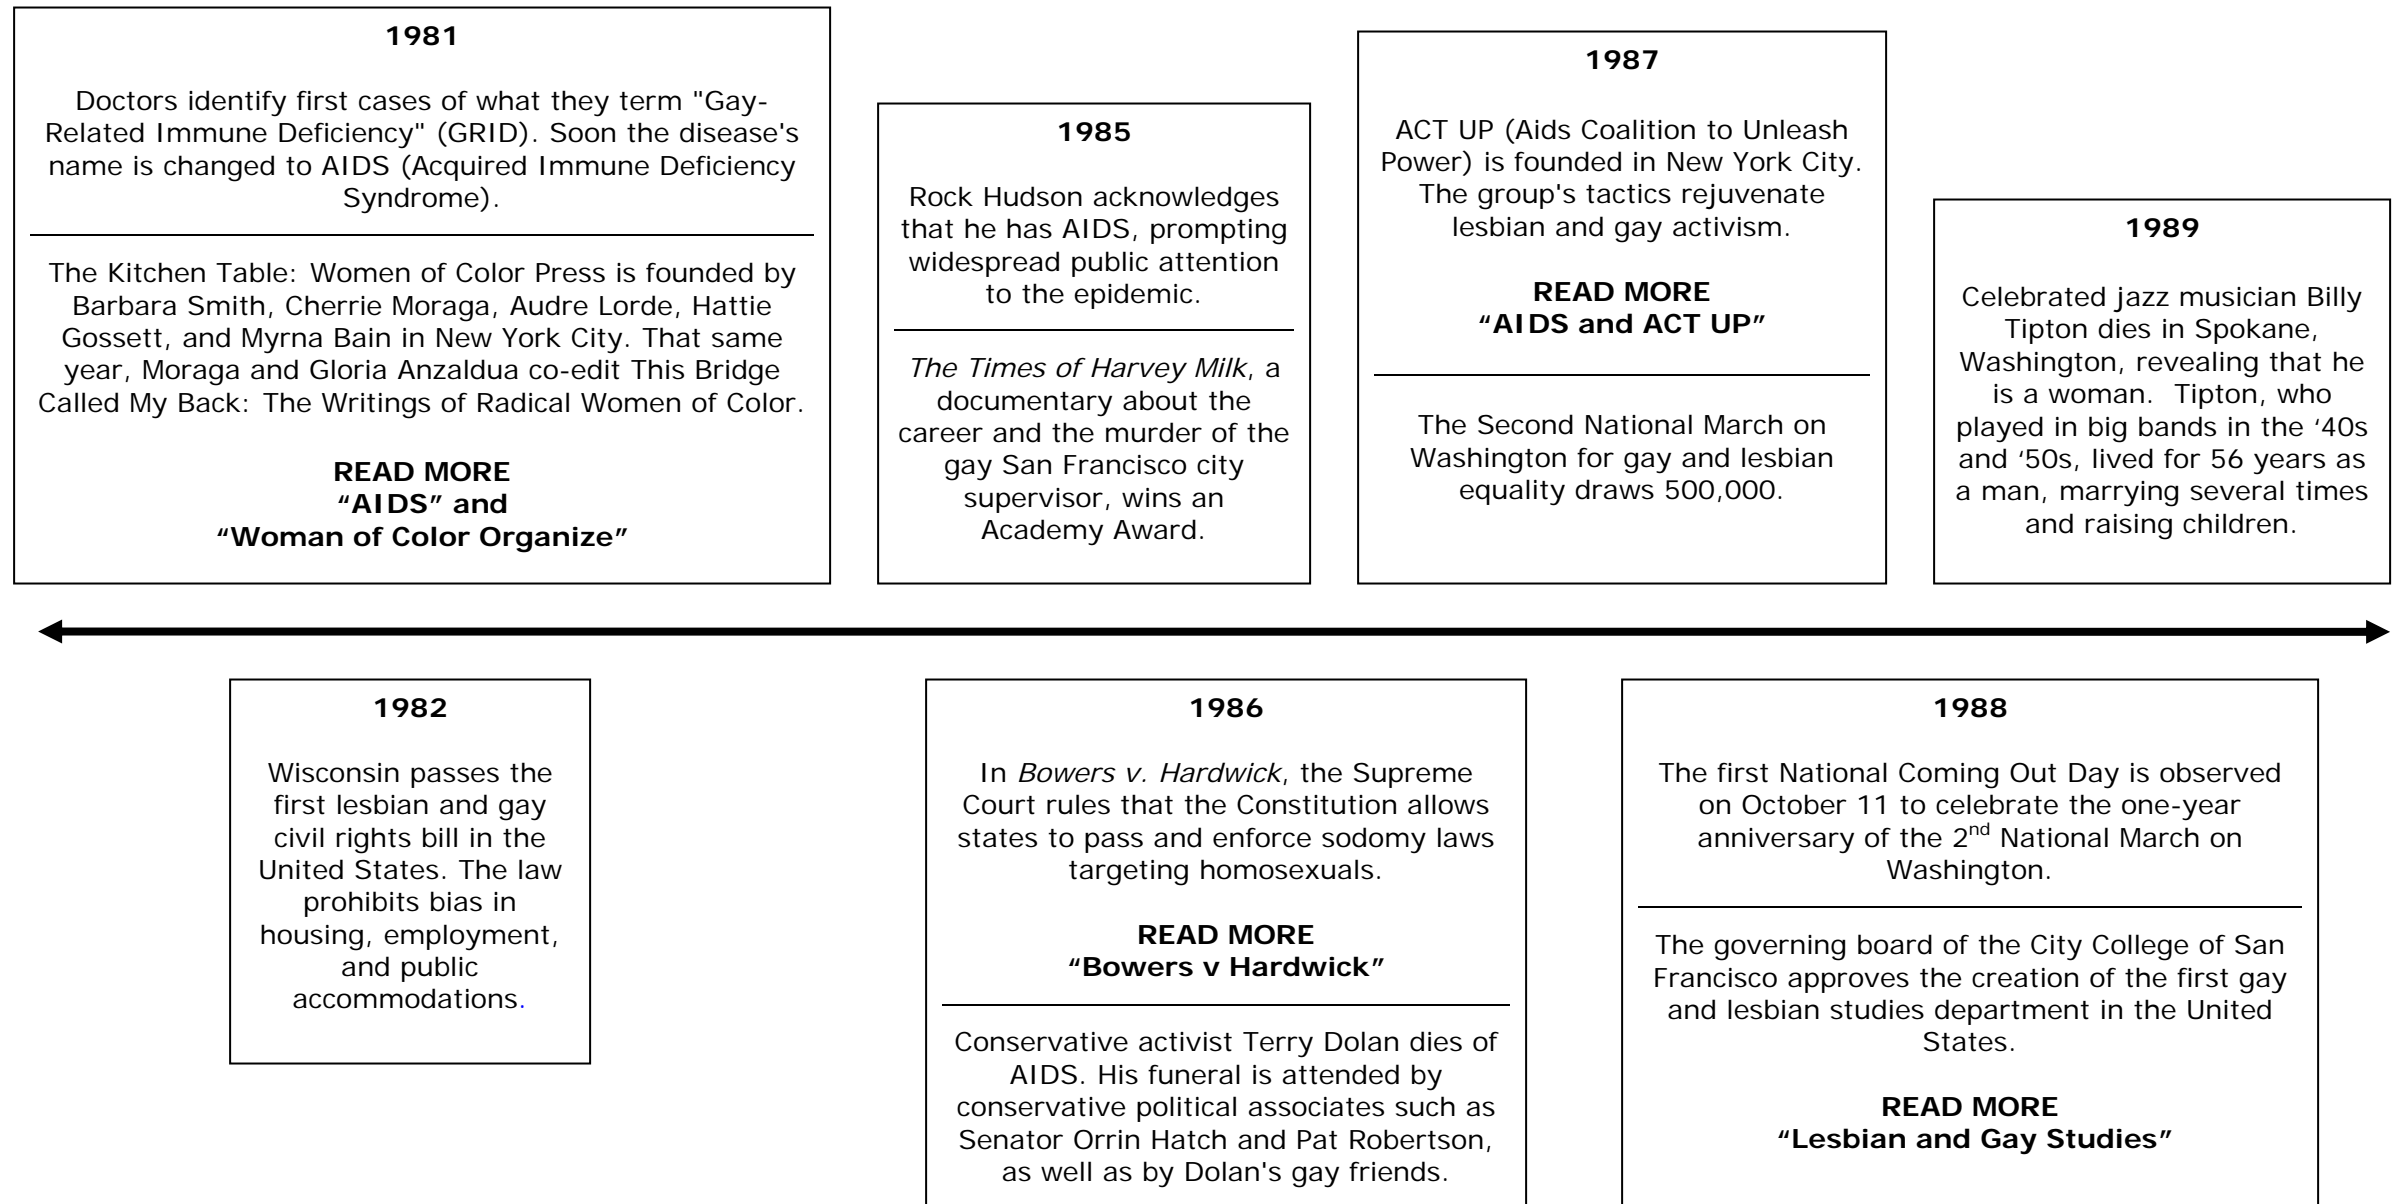 1981
Doctors identify first cases of what they term "Gay-
Related Immune Deficiency" (GRID). Soon the disease's
name is changed to AIDS (Acquired Immune Deficiency
Syndrome).
The Kitchen Table: Women of Color Press is founded by
Barbara Smith, Cherrie Moraga, Audre Lorde, Hattie
Gossett, and Myrna Bain in New York City. That same
year, Moraga and Gloria Anzaldua co-edit This Bridge
Called My Back: The Writings of Radical Women of Color.
READ MORE
“AIDS” and
“Woman of Color Organize”
1985
Rock Hudson acknowledges
that he has AIDS, prompting
widespread public attention
to the epidemic.
The Times of Harvey Milk, a
documentary about the
career and the murder of the
gay San Francisco city
supervisor, wins an
Academy Award.
1987
ACT UP (Aids Coalition to Unleash
Power) is founded in New York City.
The group's tactics rejuvenate
lesbian and gay activism.
READ MORE
“AIDS and ACT UP”
The Second National March on
Washington for gay and lesbian
equality draws 500,000.
1989
Celebrated jazz musician Billy
Tipton dies in Spokane,
Washington, revealing that he
is a woman.  Tipton, who
played in big bands in the ‘40s
and ‘50s, lived for 56 years as
a man, marrying several times
and raising children.
1982
Wisconsin passes the
first lesbian and gay
civil rights bill in the
United States. The law
prohibits bias in
housing, employment,
and public
accommodations.
1986
In Bowers v. Hardwick, the Supreme
Court rules that the Constitution allows
states to pass and enforce sodomy laws
targeting homosexuals.
READ MORE
“Bowers v Hardwick”
Conservative activist Terry Dolan dies of
AIDS. His funeral is attended by
conservative political associates such as
Senator Orrin Hatch and Pat Robertson,
as well as by Dolan's gay friends.
1988
The first National Coming Out Day is observed
on October 11 to celebrate the one-year
anniversary of the 2nd National March on
Washington.
The governing board of the City College of San
Francisco approves the creation of the first gay
and lesbian studies department in the United
States.
READ MORE
“Lesbian and Gay Studies”